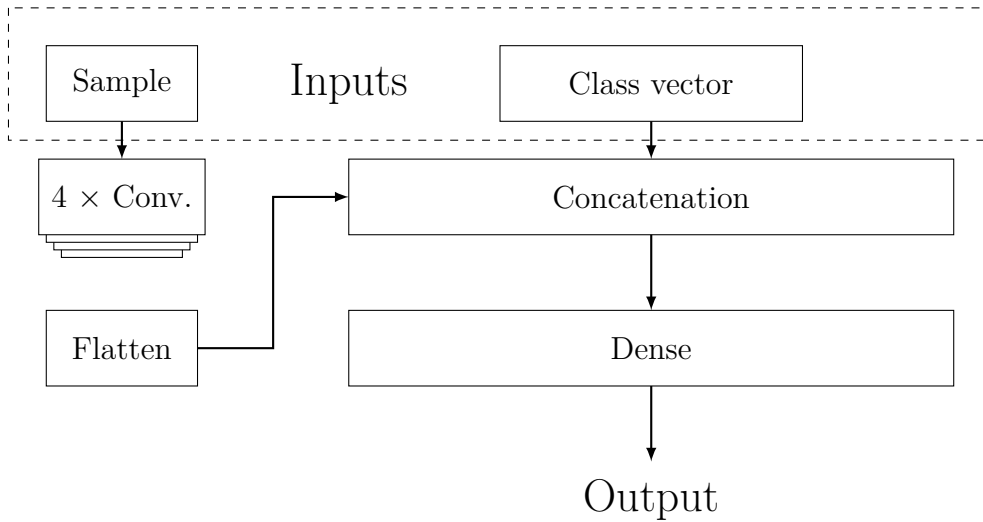 Sample
Inputs
Class vector
4 × Conv.
Concatenation
Flatten
Dense
Output